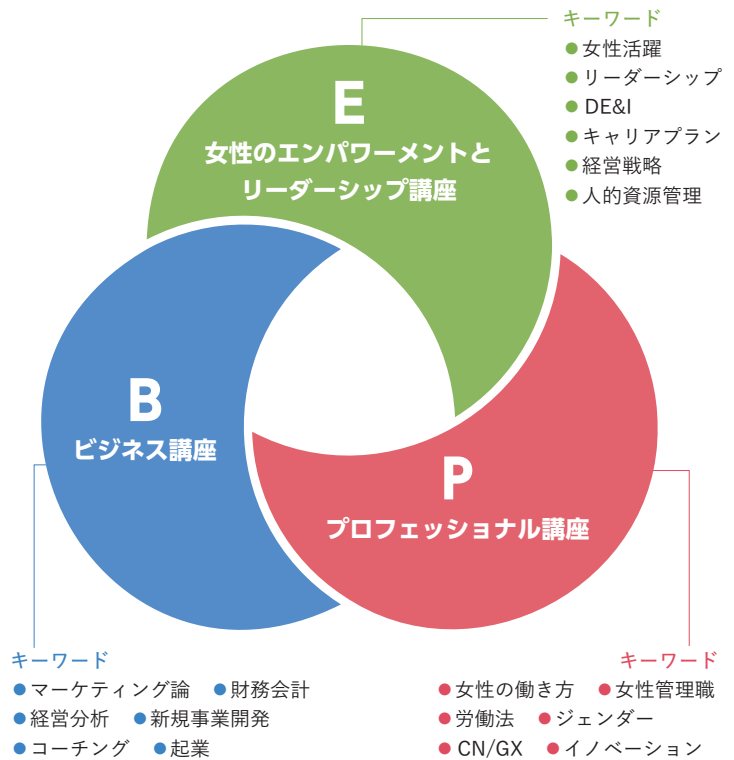 キーワード
●女性活躍
●リーダーシップ
●DE&I
●キャリアプラン
●経営戦略
●人的資源管理
E
女性のエンパワーメントと
リーダーシップ講座
B
ビジネス講座
P
プロフェッショナル講座
キーワード
●マーケティング論 ●財務会計
●経営分析 ●新規事業開発
●コーチング ●起業
キーワード
●女性の働き方 ●女性管理職
●労働法 ●ジェンダー
●CN/GX ●イノベーション